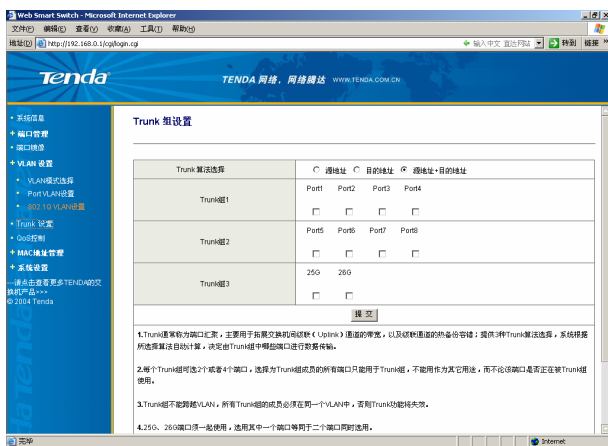 Web Smart Switch - Microsoft Internet Explorer
文件(F) 编辑(E) 查看(V) 收藏(A) 工具(T) 帮助(H)
地址(D) http://192.168.0.1/cgi/login.cgi 输入中文 直达网站 转到 链接 »
Tenda
TENDA 网络，网络腾达 WWW.TENDA.COM.CN
系统信息
+ 端口管理
端口镜像
+ VLAN 设置
VLAN模式选择
Port VLAN设置
802.1Q VLAN设置
Trunk 设置
QoS控制
+ MAC地址管理
+ 系统设置
---请点击查看更多TENDA的交换机产品>>>
© 2004 Tenda
Trunk 组设置
Trunk 算法选择 源地址 目的地址 源地址+目的地址
Trunk组1 Port1 Port2 Port3 Port4
Trunk组2 Port5 Port6 Port7 Port8
Trunk组3 25G 26G
提 交
1.Trunk通常称为端口汇聚，主要用于拓展交换机间级联（Uplink）通道的带宽，以及级联通道的热备份容错；提供3种Trunk算法选择，系统根据
所选择算法自动计算，决定由Trunk组中哪些端口进行数据传输。
2.每个Trunk组可选2个或者4个端口，选择为Trunk组成员的所有端口只能用于Trunk组，不能用作为其它用途，而不论该端口是否正在被Trunk组
使用。
3.Trunk组不能跨越VLAN，所有Trunk组的成员必须在同一个VLAN中，否则Trunk功能将失效。
4.25G、26G端口须一起使用，选用其中一个端口等同于二个端口同时选用。
完毕 Internet